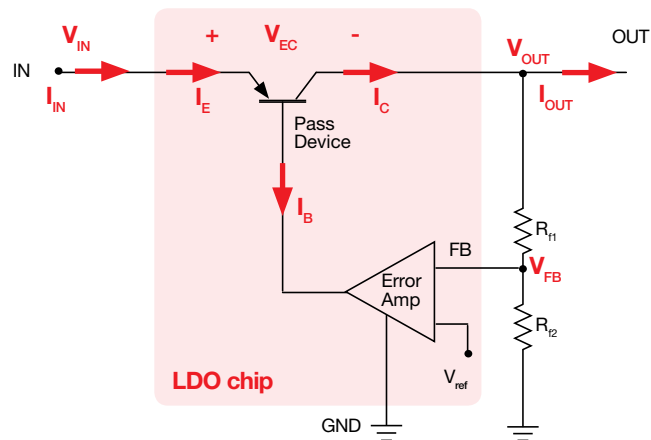 V_IN
+ V_EC -
V_OUT OUT
IN
I_IN I_E I_C I_OUT
Pass
Device
I_B
R_f1
FB
Error
Amp
V_FB
R_f2
V_ref
LDO chip
GND